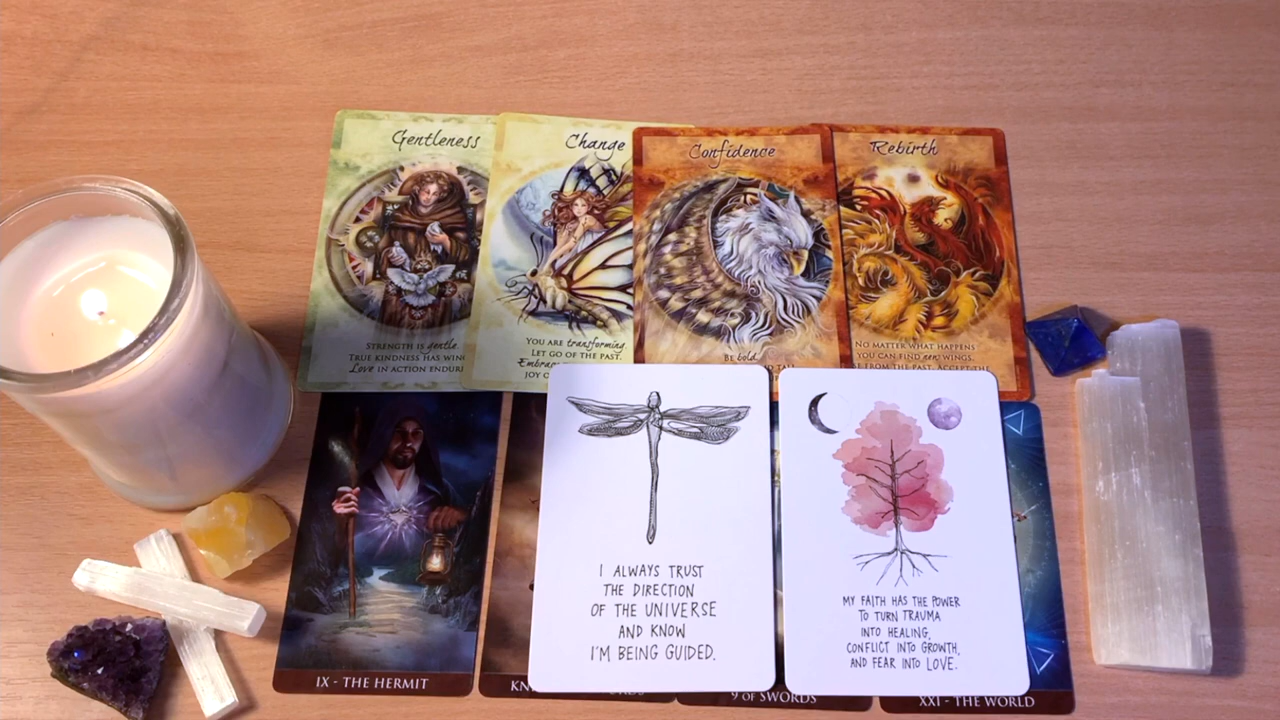 Gentleness
STRENGTH IS gentle.
TRUE KINDNESS HAS
Love IN ACTION
Change
YOU ARE transforming.
LET GO OF THE PAST.
JOY
Confidence
BE bold
Rebirth
NO MATTER WHAT HAPPENS
YOU CAN FIND new WINGS.
FROM THE PAST. ACCEPT THE
I ALWAYS TRUST
THE DIRECTION
OF THE UNIVERSE
AND KNOW
I'M BEING GUIDED.
MY FAITH HAS THE POWER
TO TURN TRAUMA
INTO HEALING,
CONFLICT INTO GROWTH,
AND FEAR INTO LOVE.
IX - THE HERMIT
9 OF SWORDS
XXI - THE WORLD